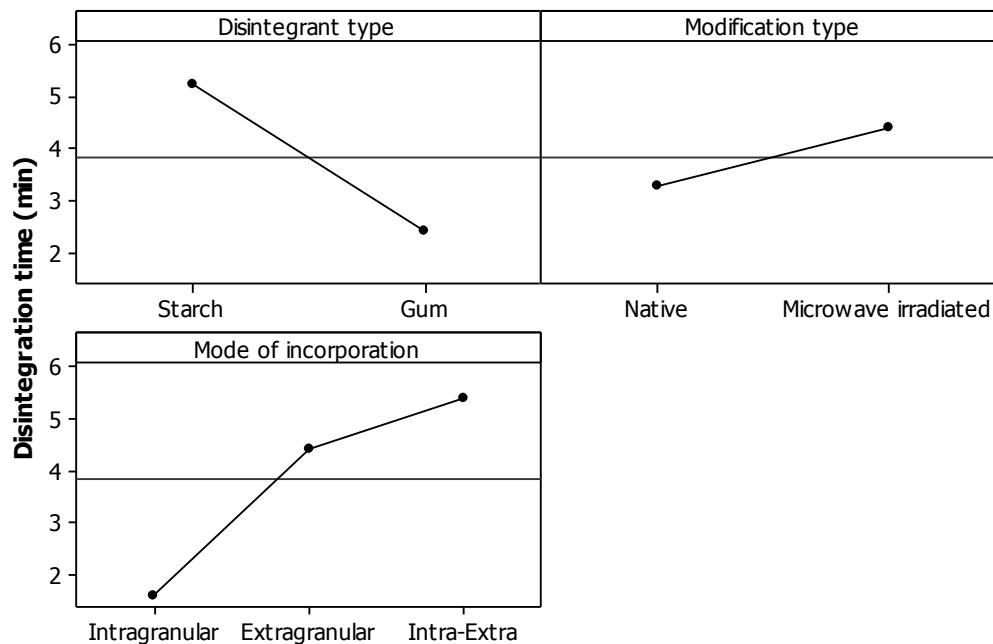 Disintegration time (min)
Disintegrant type
Modification type
6
5
4
3
2
Starch
Gum
Native
Microwave irradiated
Mode of incorporation
6
5
4
3
2
Intragranular
Extragranular
Intra-Extra